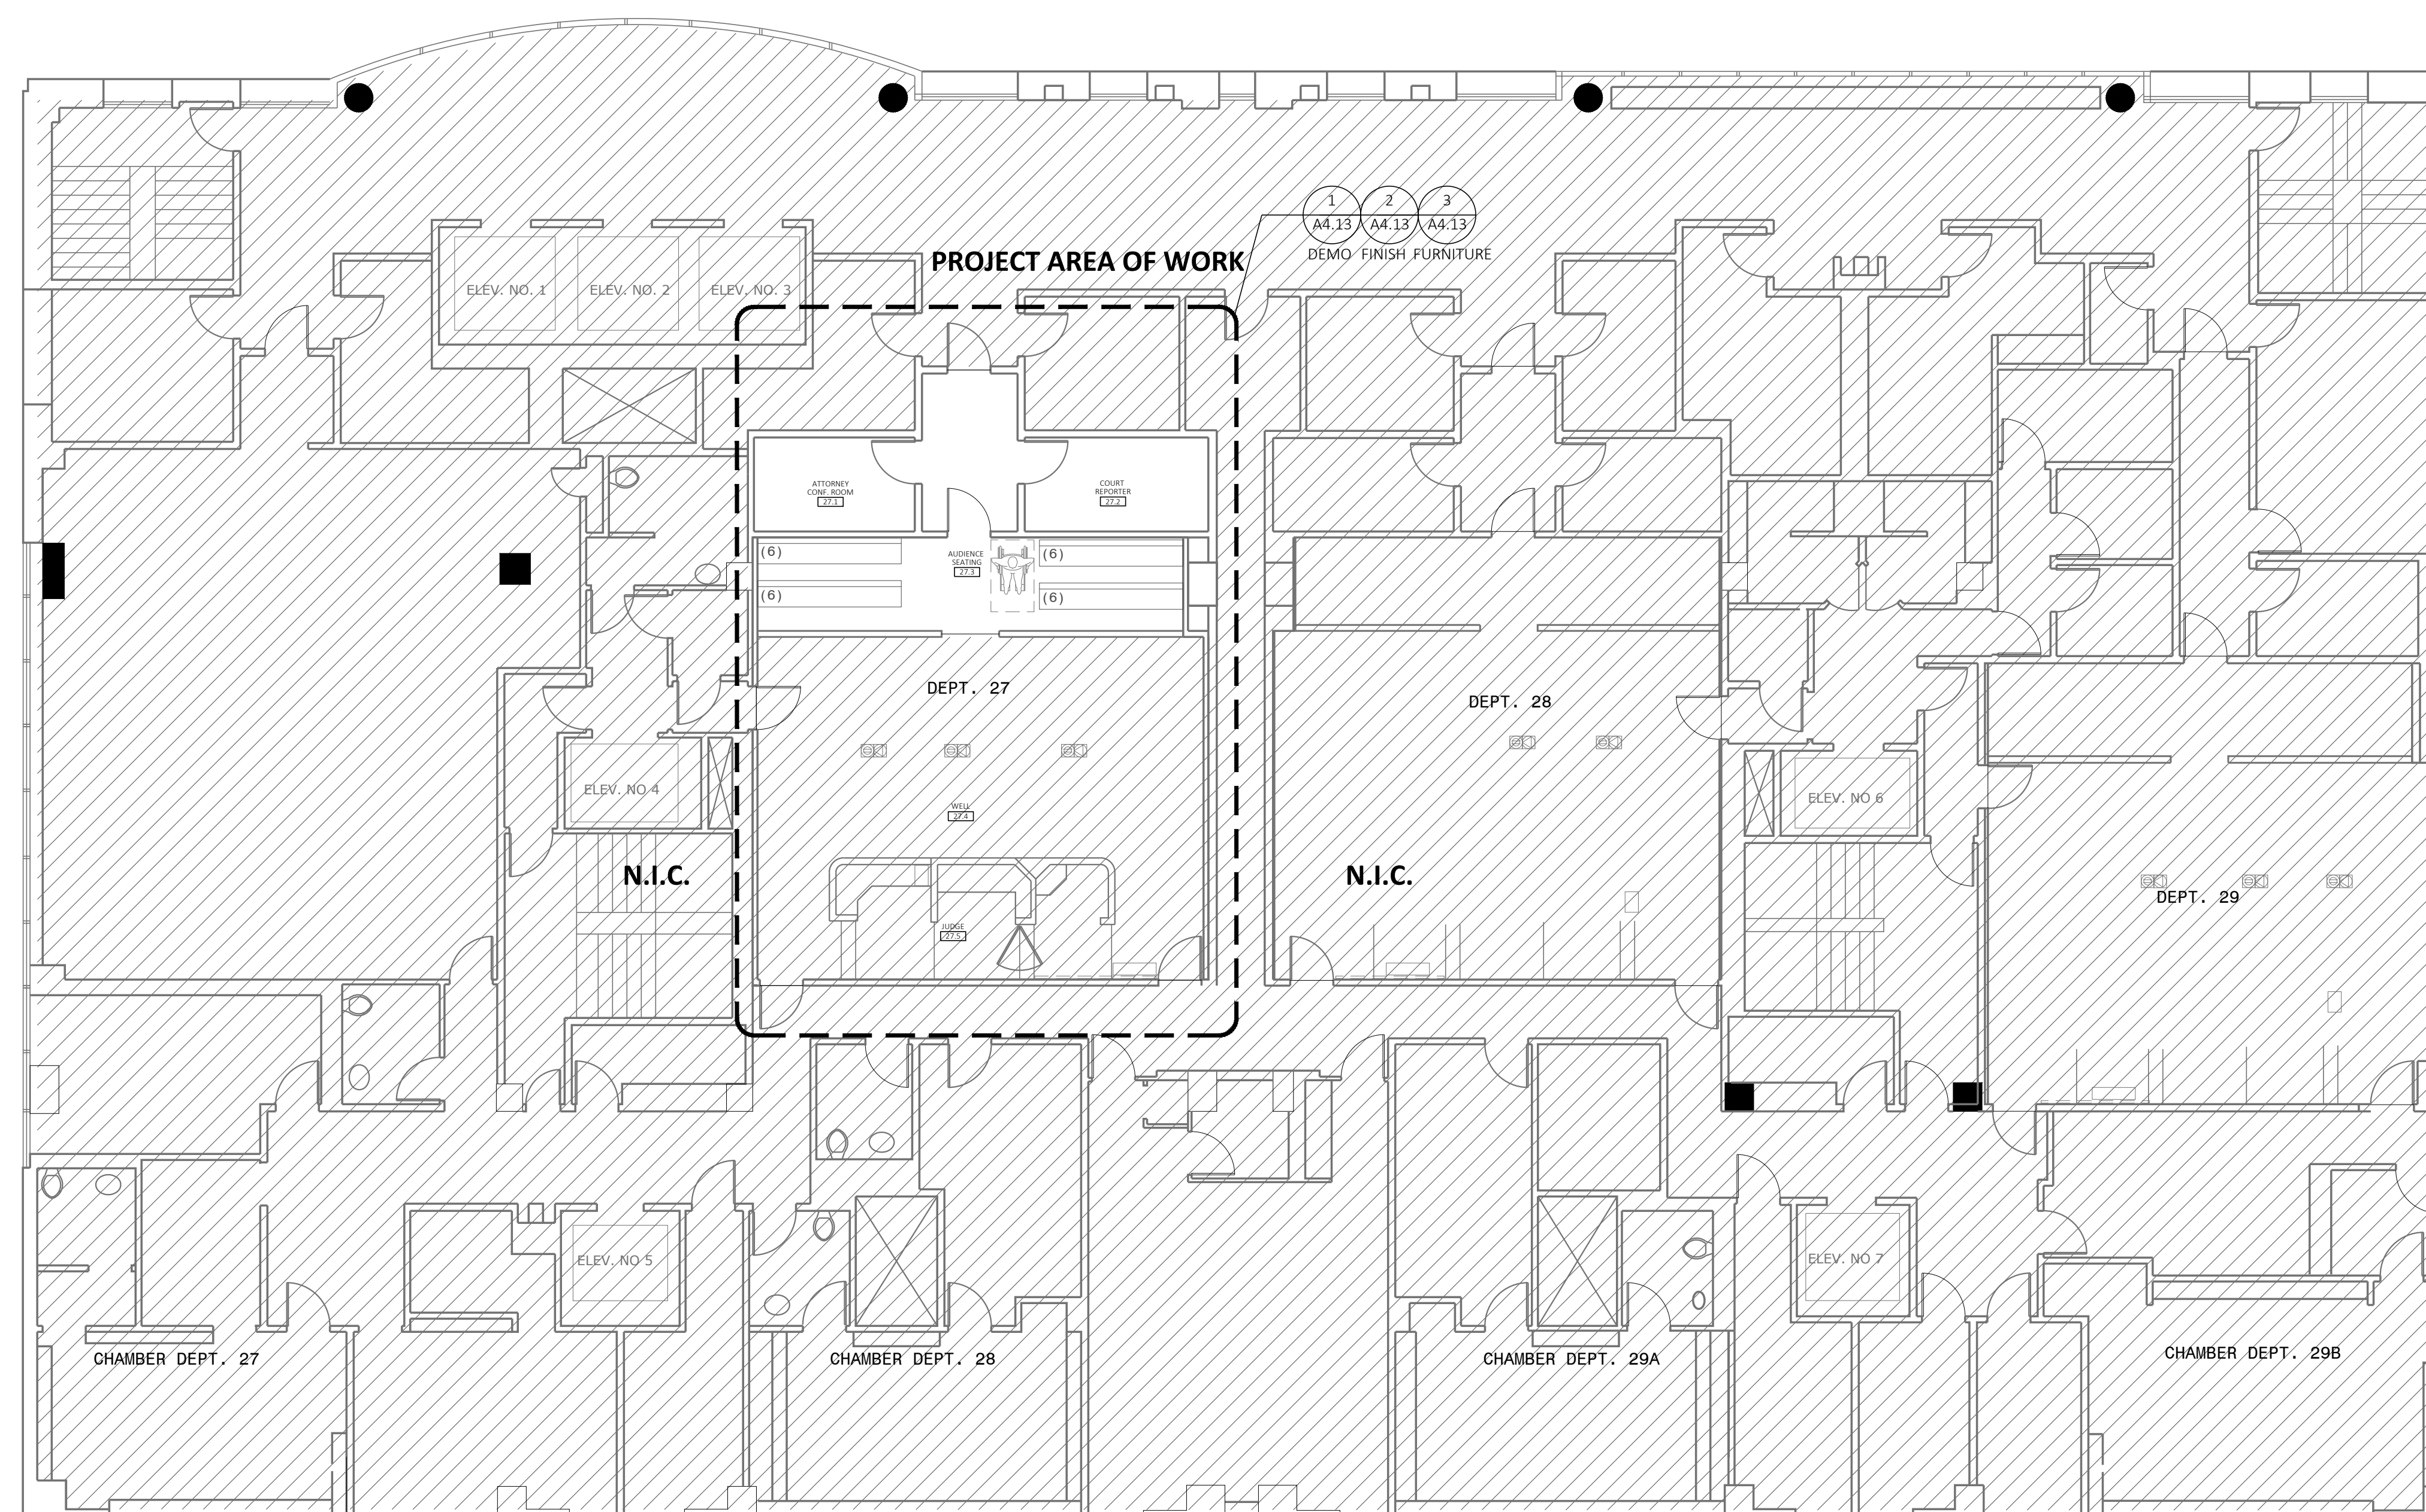 1 2 3
A4.13 A4.13 A4.13
DEMO FINISH FURNITURE
PROJECT AREA OF WORK
ELEV. NO. 1
ELEV. NO. 2
ELEV. NO. 3
ATTORNEY
CONF. ROOM
27.1
COURT
REPORTER
27.2
(6)
AUDIENCE
SEATING
27.3
(6)
(6)
(6)
DEPT. 27
DEPT. 28
ELEV. NO 4
WELL
27.4
ELEV. NO 6
N.I.C.
N.I.C.
DEPT. 29
JUDGE
27.5
ELEV. NO 5
ELEV. NO 7
CHAMBER DEPT. 27
CHAMBER DEPT. 28
CHAMBER DEPT. 29A
CHAMBER DEPT. 29B